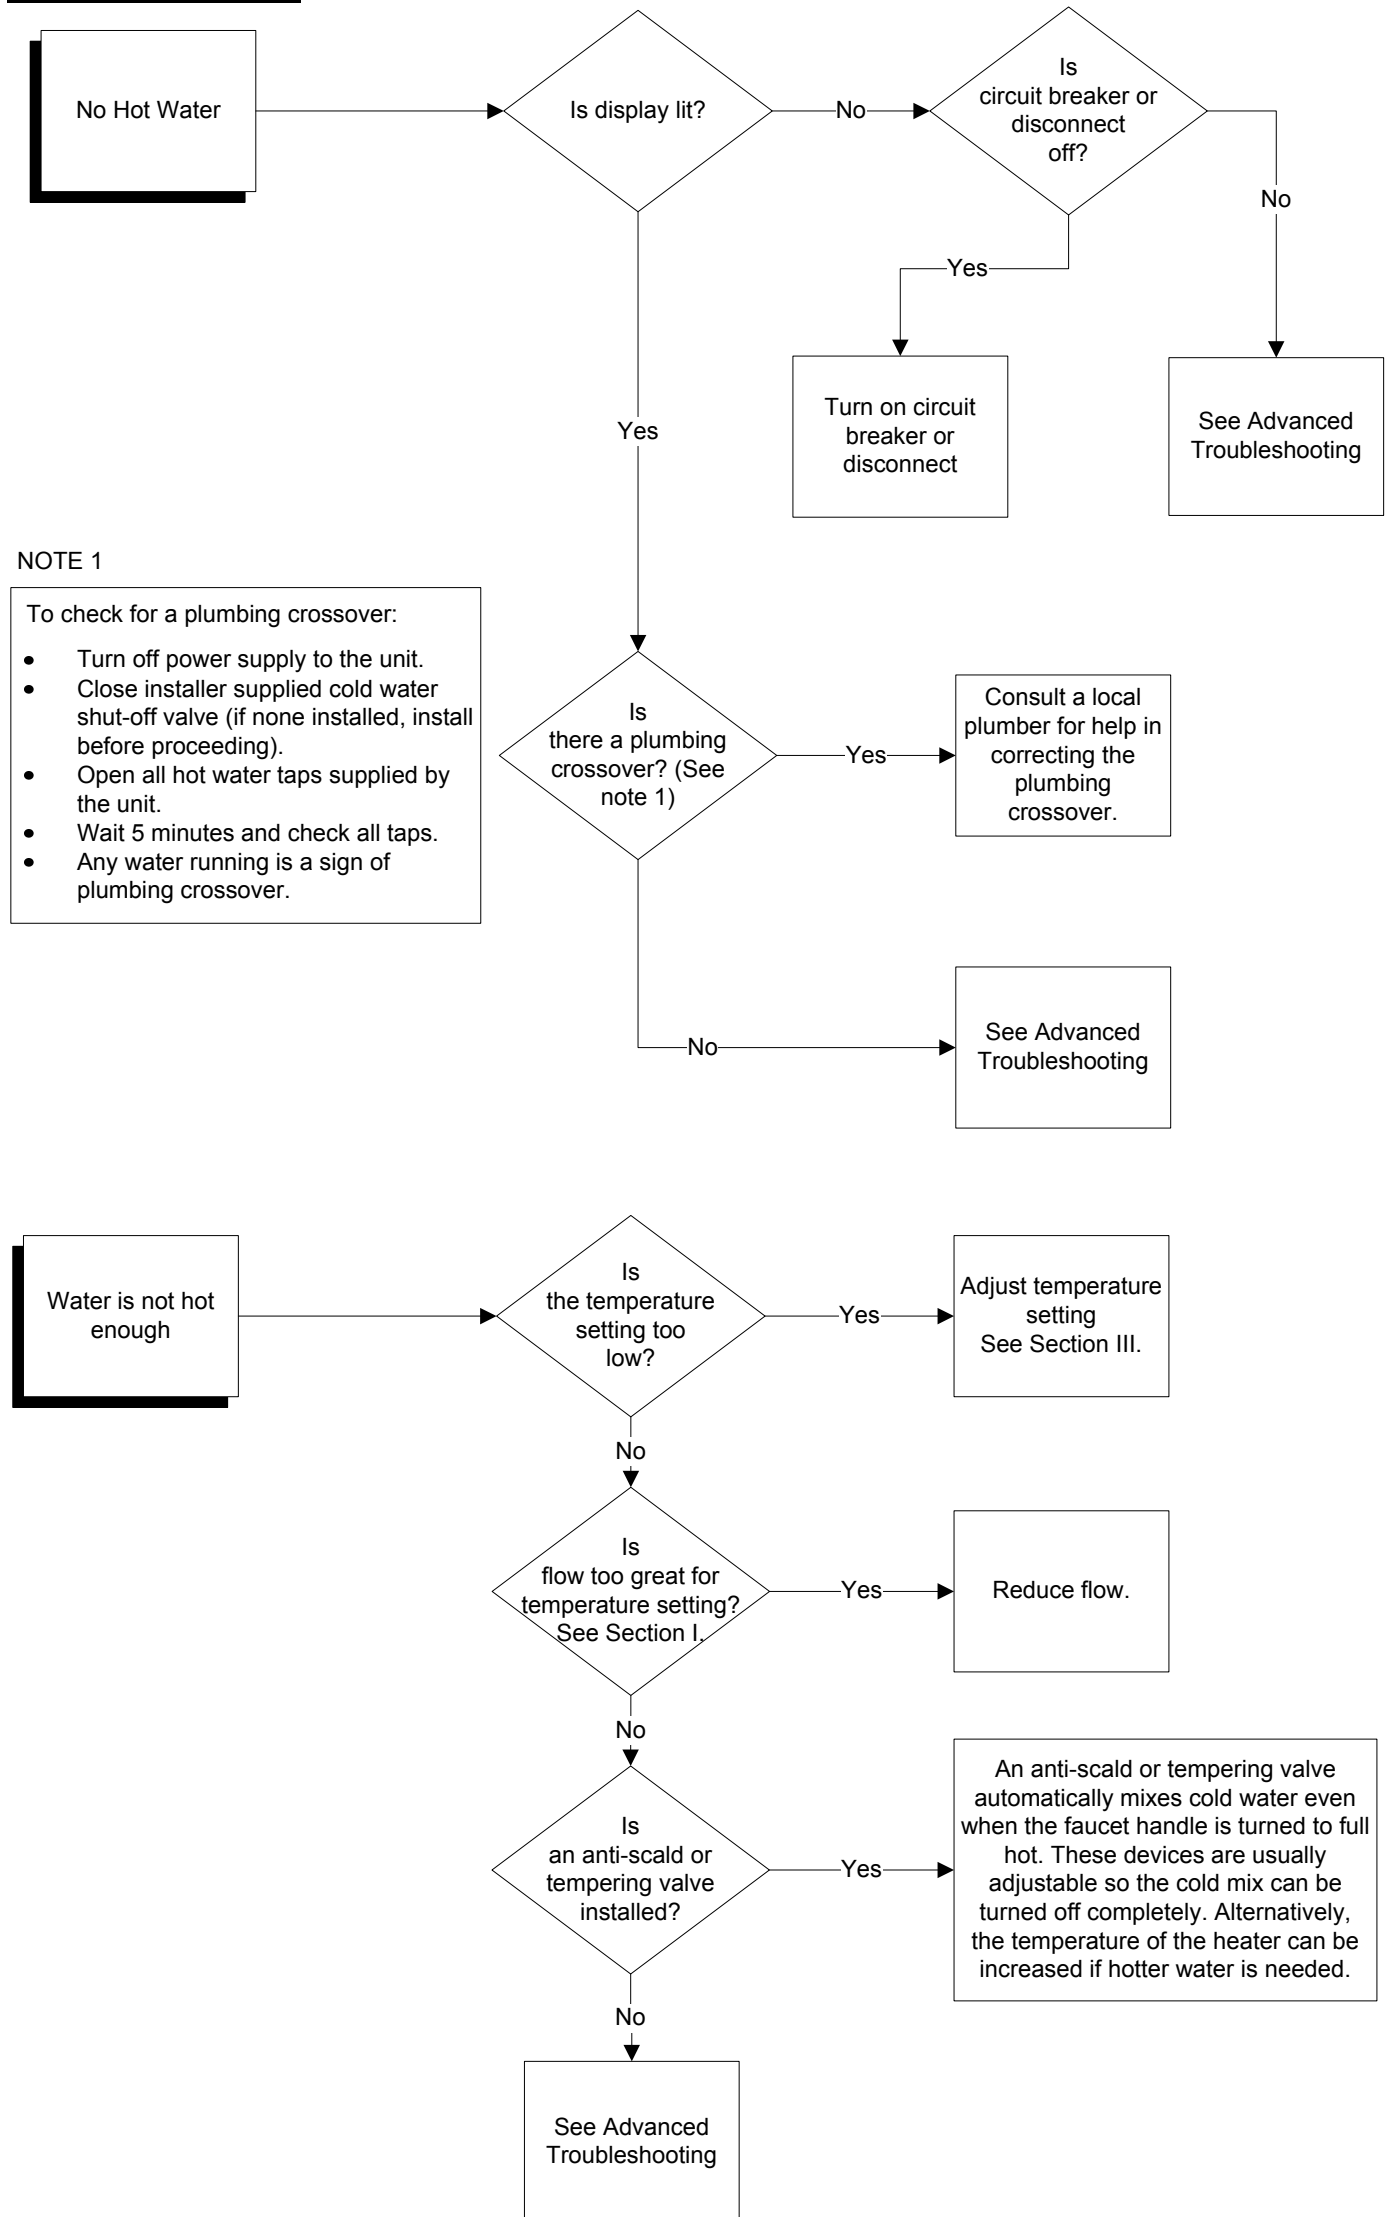 No Hot Water
Is display lit?
No
Is
circuit breaker or
disconnect
off?
No
Yes
Turn on circuit
breaker or
disconnect
See Advanced
Troubleshooting
Yes
NOTE 1
To check for a plumbing crossover:
• Turn off power supply to the unit.
• Close installer supplied cold water
shut-off valve (if none installed, install
before proceeding).
• Open all hot water taps supplied by
the unit.
• Wait 5 minutes and check all taps.
• Any water running is a sign of
plumbing crossover.
Is
there a plumbing
crossover? (See
note 1)
Yes
Consult a local
plumber for help in
correcting the
plumbing
crossover.
No
See Advanced
Troubleshooting
Water is not hot
enough
Is
the temperature
setting too
low?
Yes
Adjust temperature
setting
See Section III.
No
Is
flow too great for
temperature setting?
See Section I.
Yes
Reduce flow.
No
Is
an anti-scald or
tempering valve
installed?
Yes
An anti-scald or tempering valve
automatically mixes cold water even
when the faucet handle is turned to full
hot. These devices are usually
adjustable so the cold mix can be
turned off completely. Alternatively,
the temperature of the heater can be
increased if hotter water is needed.
No
See Advanced
Troubleshooting